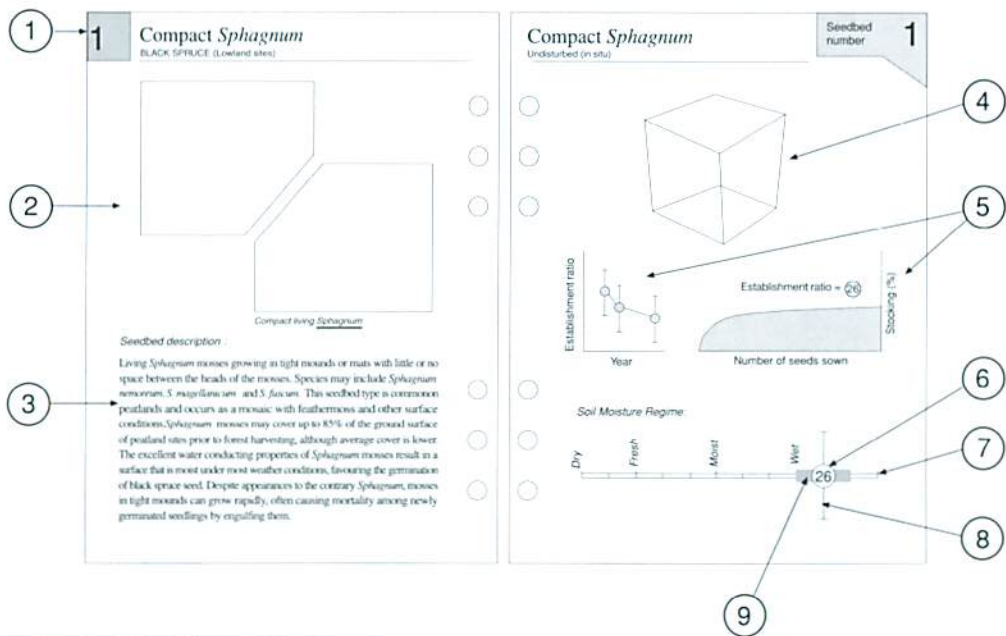 1
1
Compact Sphagnum
BLACK SPRUCE (Lowland sites)
2
Compact living Sphagnum
Seedbed description :
3
Living Sphagnum mosses growing in tight mounds or mats with little or no
space between the heads of the mosses. Species may include Sphagnum
nemoreum, S. magellanicum and S. fuscum. This seedbed type is common on
peatlands and occurs as a mosaic with feathermoss and other surface
conditions. Sphagnum mosses may cover up to 85% of the ground surface
of peatland sites prior to forest harvesting, although average cover is lower.
The excellent water conducting properties of Sphagnum mosses result in a
surface that is moist under most weather conditions, favouring the germination
of black spruce seed. Despite appearances to the contrary Sphagnum, mosses
in tight mounds can grow rapidly, often causing mortality among newly
germinated seedlings by engulfing them.
Compact Sphagnum
Undisturbed (in situ)
Seedbed
number
1
4
5
Establishment ratio
Year
Establishment ratio = 26
Stocking (%)
Number of seeds sown
6
Soil Moisture Regime:
Dry
Fresh
Moist
Wet
26
7
8
9